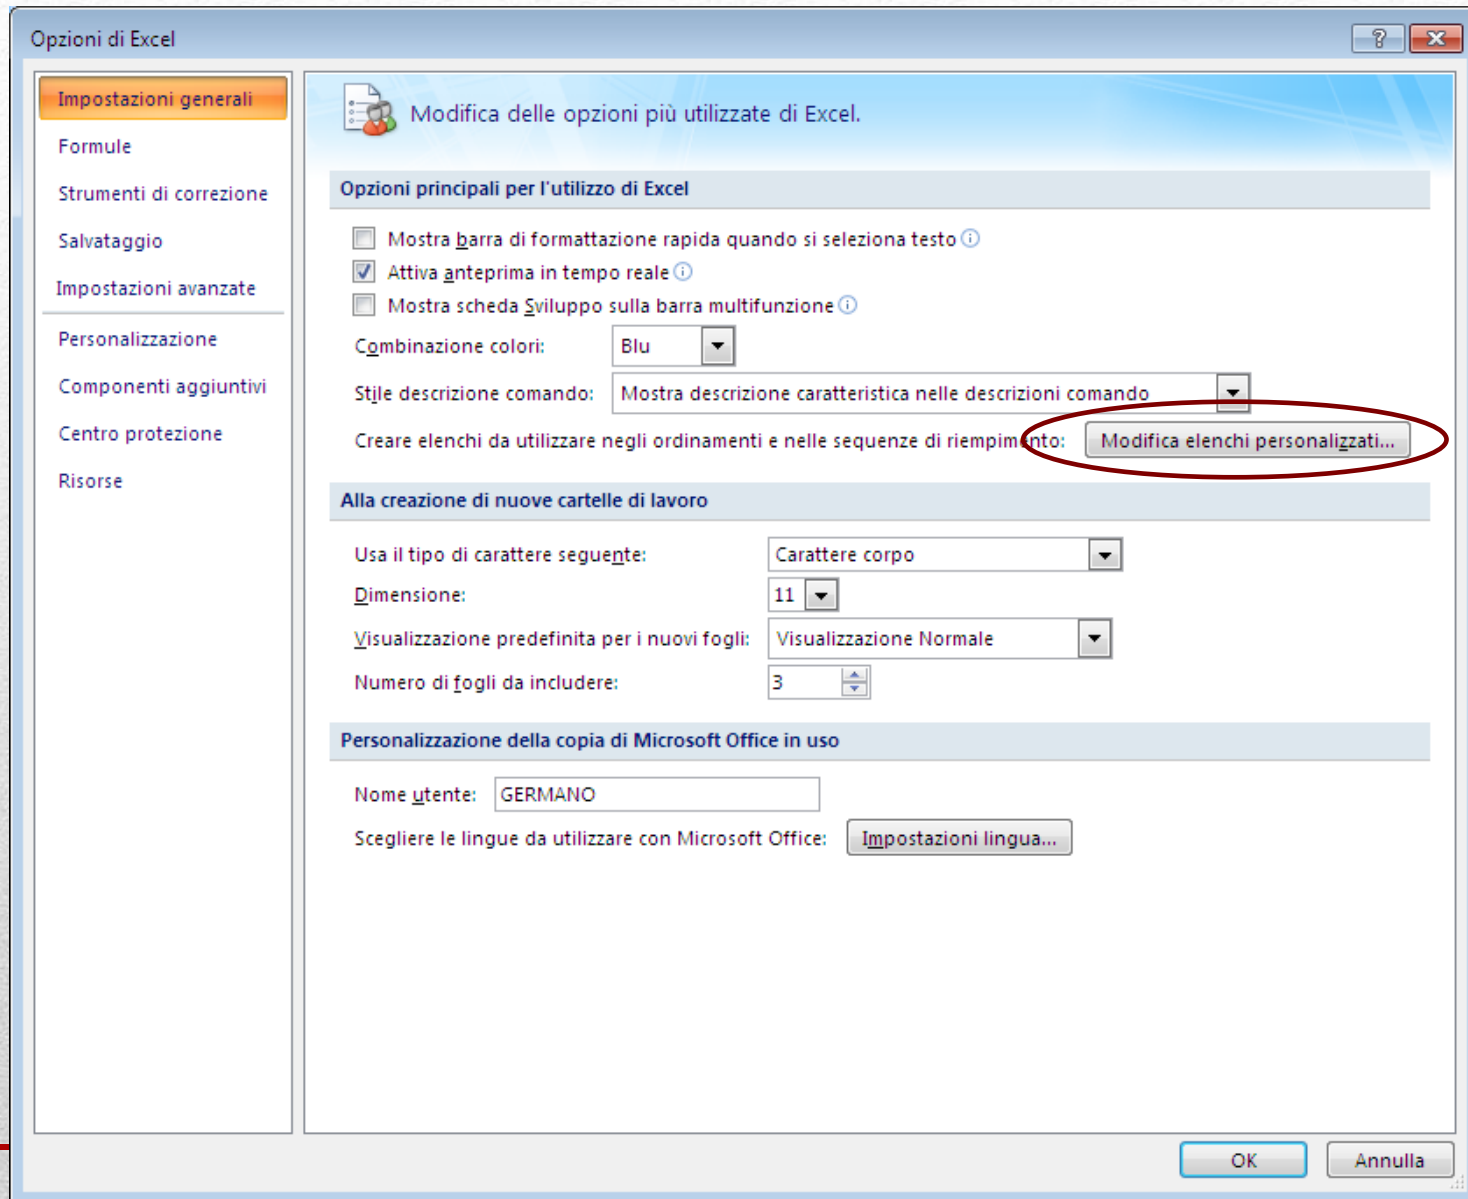 Opzioni di Excel
Impostazioni generali
Formule
Strumenti di correzione
Salvataggio
Impostazioni avanzate
Personalizzazione
Componenti aggiuntivi
Centro protezione
Risorse
Modifica delle opzioni più utilizzate di Excel.
Opzioni principali per l'utilizzo di Excel
Mostra barra di formattazione rapida quando si seleziona testo
Attiva anteprima in tempo reale
Mostra scheda Sviluppo sulla barra multifunzione
Combinazione colori: Blu
Stile descrizione comando: Mostra descrizione caratteristica nelle descrizioni comando
Creare elenchi da utilizzare negli ordinamenti e nelle sequenze di riempimento: Modifica elenchi personalizzati...
Alla creazione di nuove cartelle di lavoro
Usa il tipo di carattere seguente: Carattere corpo
Dimensione: 11
Visualizzazione predefinita per i nuovi fogli: Visualizzazione Normale
Numero di fogli da includere: 3
Personalizzazione della copia di Microsoft Office in uso
Nome utente: GERMANO
Scegliere le lingue da utilizzare con Microsoft Office: Impostazioni lingua...
OK Annulla